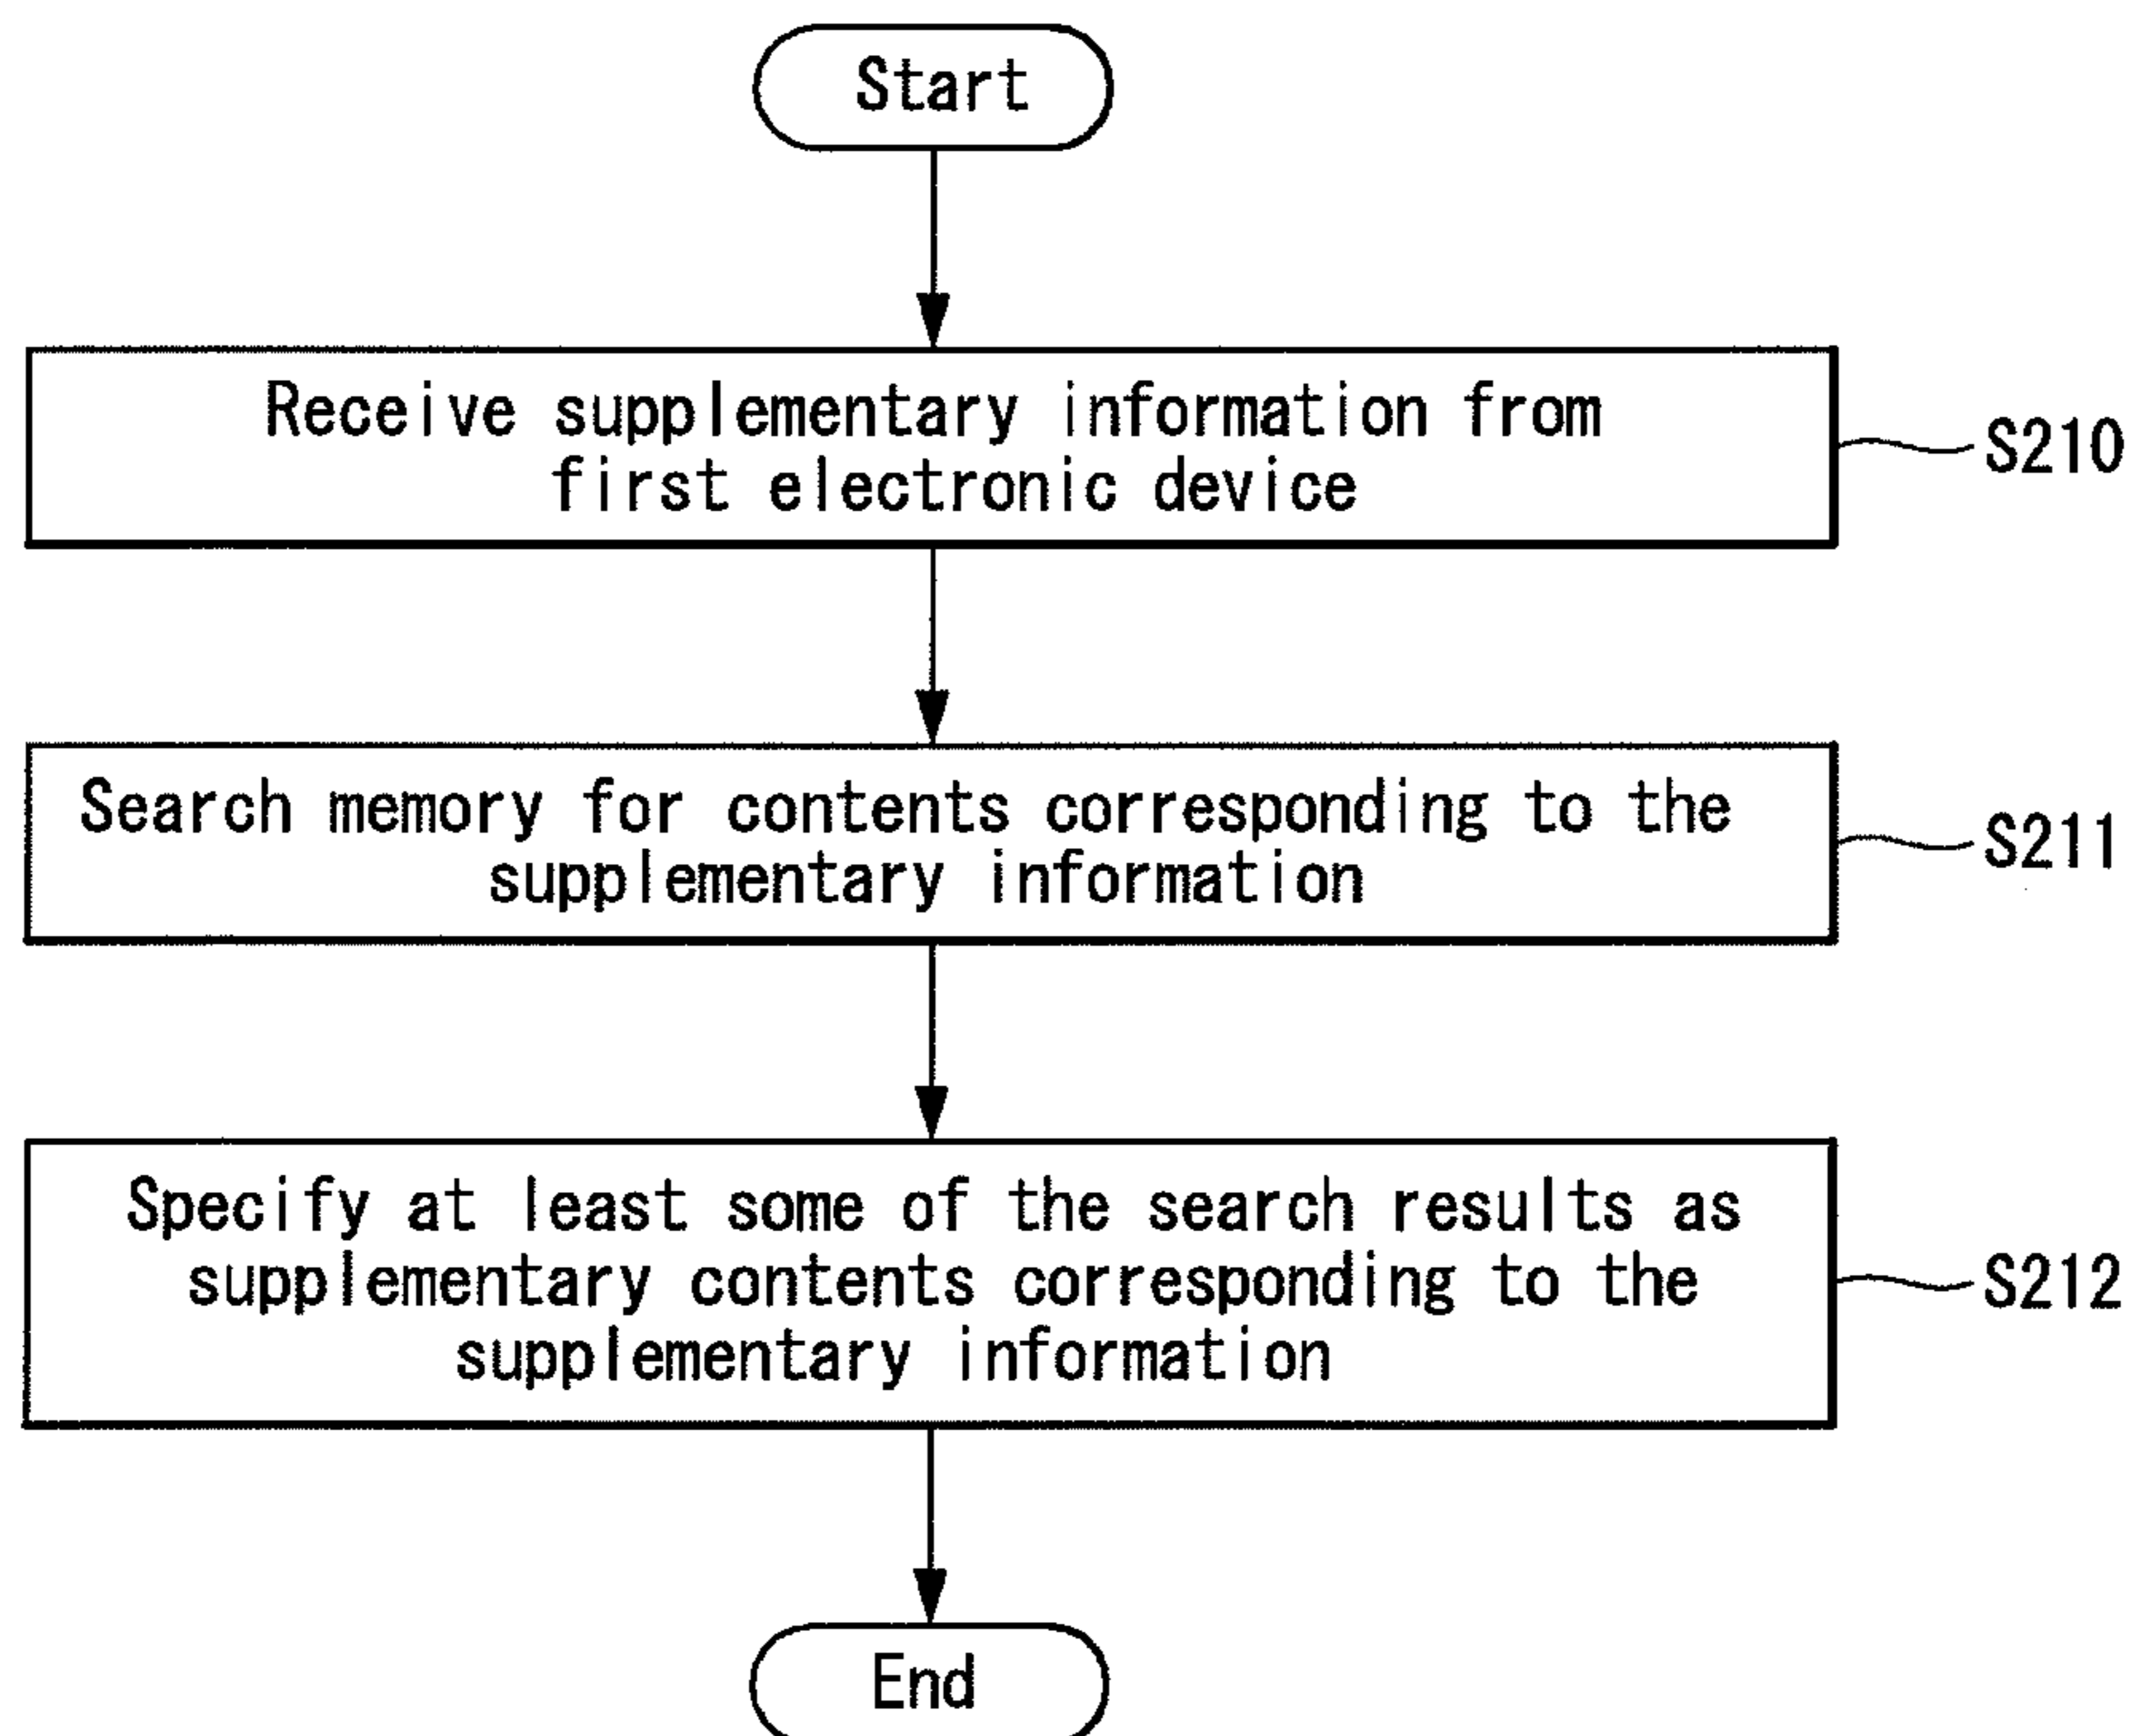 Start
Receive supplementary information from
first electronic device
S210
Search memory for contents corresponding to the
supplementary information
S211
Specify at least some of the search results as
supplementary contents corresponding to the
supplementary information
S212
End